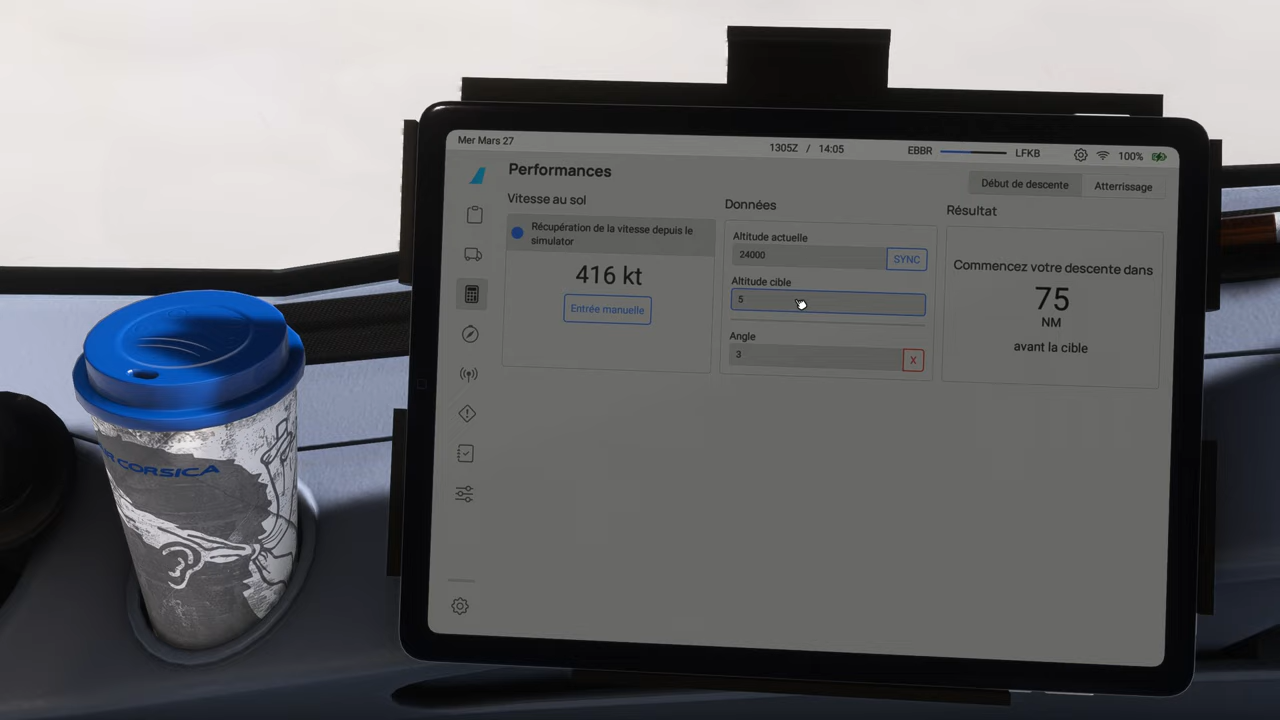 Mer Mars 27
1305Z / 14:05
EBBR
LFKB
100%
Performances
Début de descente
Atterrissage
Vitesse au sol
Récupération de la vitesse depuis le
simulator
416 kt
Entrée manuelle
Données
Altitude actuelle
24000
SYNC
Altitude cible
5
Angle
3
X
Résultat
Commencez votre descente dans
75
NM
avant la cible
CORSICA